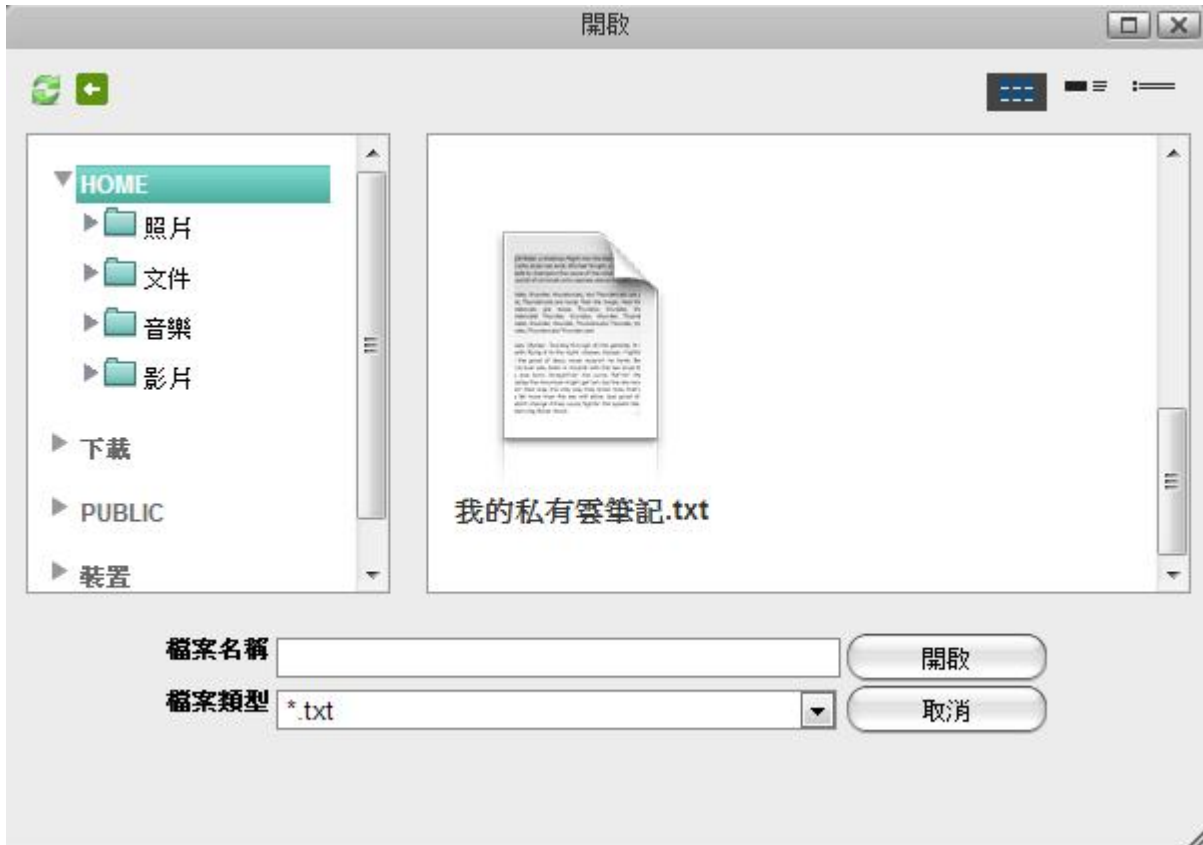 開啟
HOME
照片
文件
音樂
影片
下載
PUBLIC
裝置
我的私有雲筆記.txt
檔案名稱
開啟
檔案類型
*.txt
取消